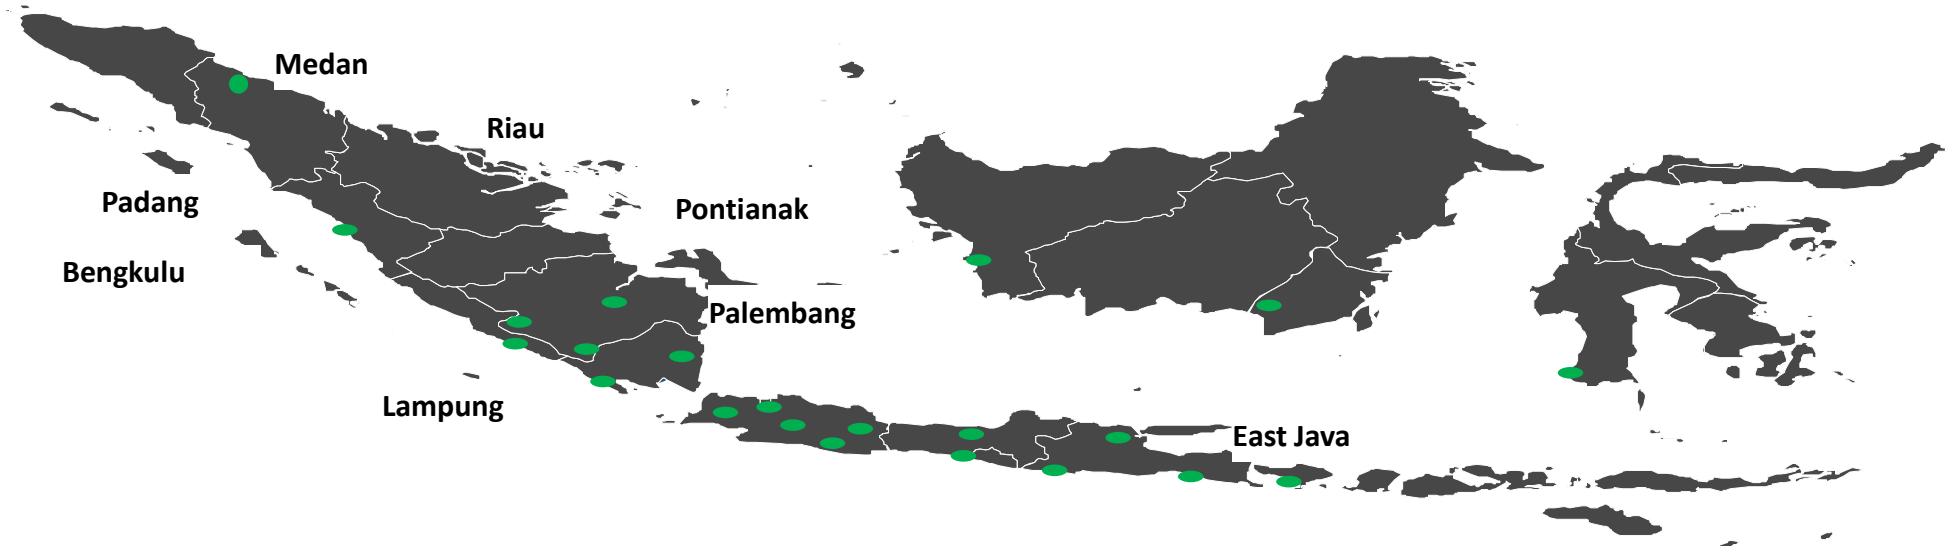 Medan
Riau
Padang
Pontianak
Bengkulu
Palembang
Lampung
East Java